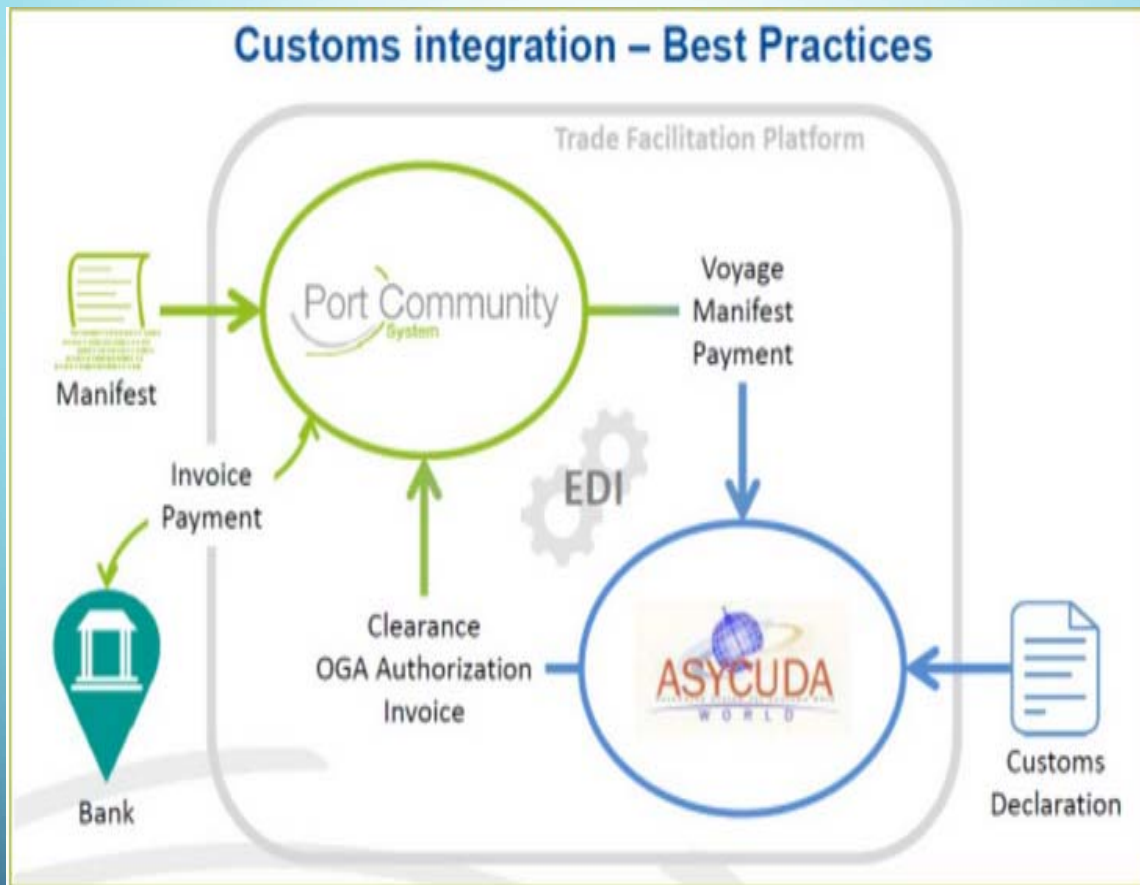 Customs integration – Best Practices
Trade Facilitation Platform
Manifest
Port Community
System
Voyage
Manifest
Payment
Invoice
Payment
EDI
Bank
Clearance
OGA Authorization
Invoice
ASYCUDA
WORLD
Customs
Declaration